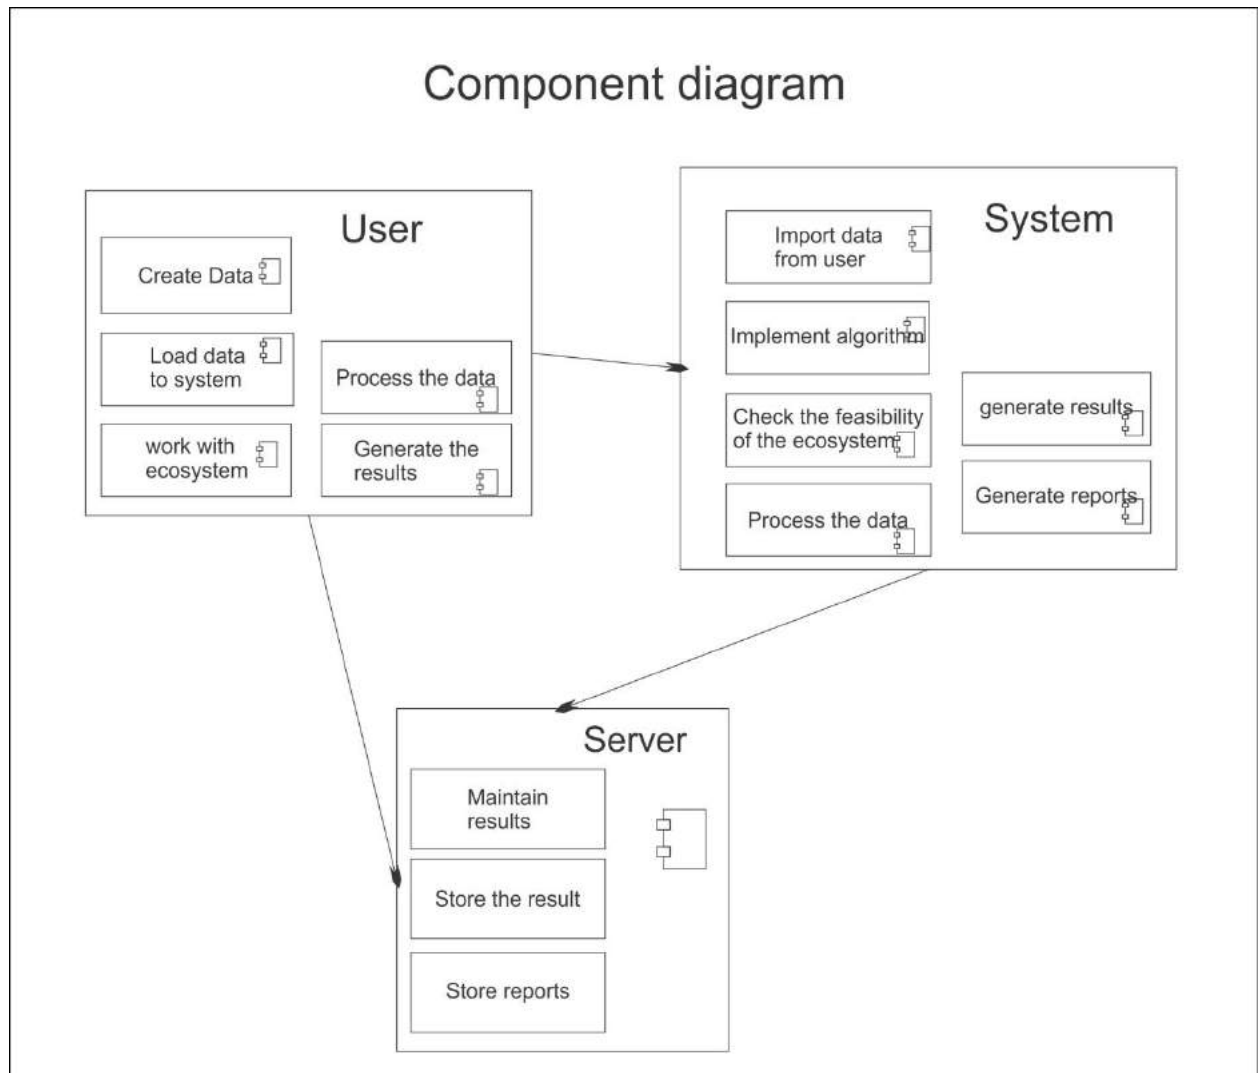 Component diagram
User
Create Data
Load data
to system
work with
ecosystem
Process the data
Generate the
results
System
Import data
from user
Implement algorithm
Check the feasibility
of the ecosystem
Process the data
generate results
Generate reports
Server
Maintain
results
Store the result
Store reports